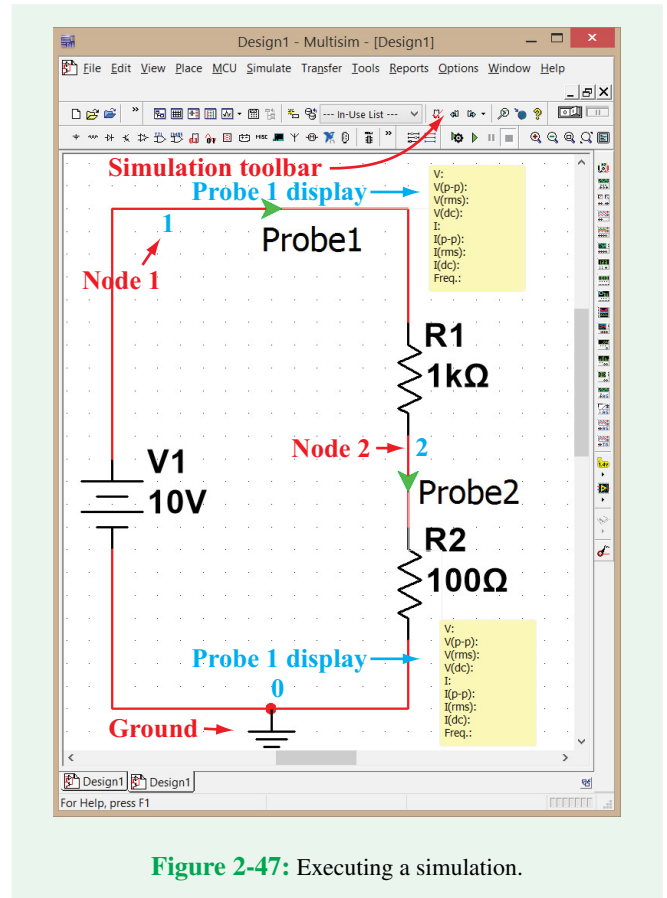 Design1 - Multisim - [Design1]
File Edit View Place MCU Simulate Transfer Tools Reports Options Window Help
--- In-Use List ---
MISC
Simulation toolbar
Probe 1 display
V:
V(p-p):
V(rms):
V(dc):
I:
I(p-p):
I(rms):
I(dc):
Freq.:
1
Probe1
Node 1
R1
1kΩ
Node 2
2
V1
10V
Probe2
R2
100Ω
Probe 1 display
V:
V(p-p):
V(rms):
V(dc):
I:
I(p-p):
I(rms):
I(dc):
Freq.:
0
Ground
Design1 Design1
For Help, press F1
Figure 2-47: Executing a simulation.